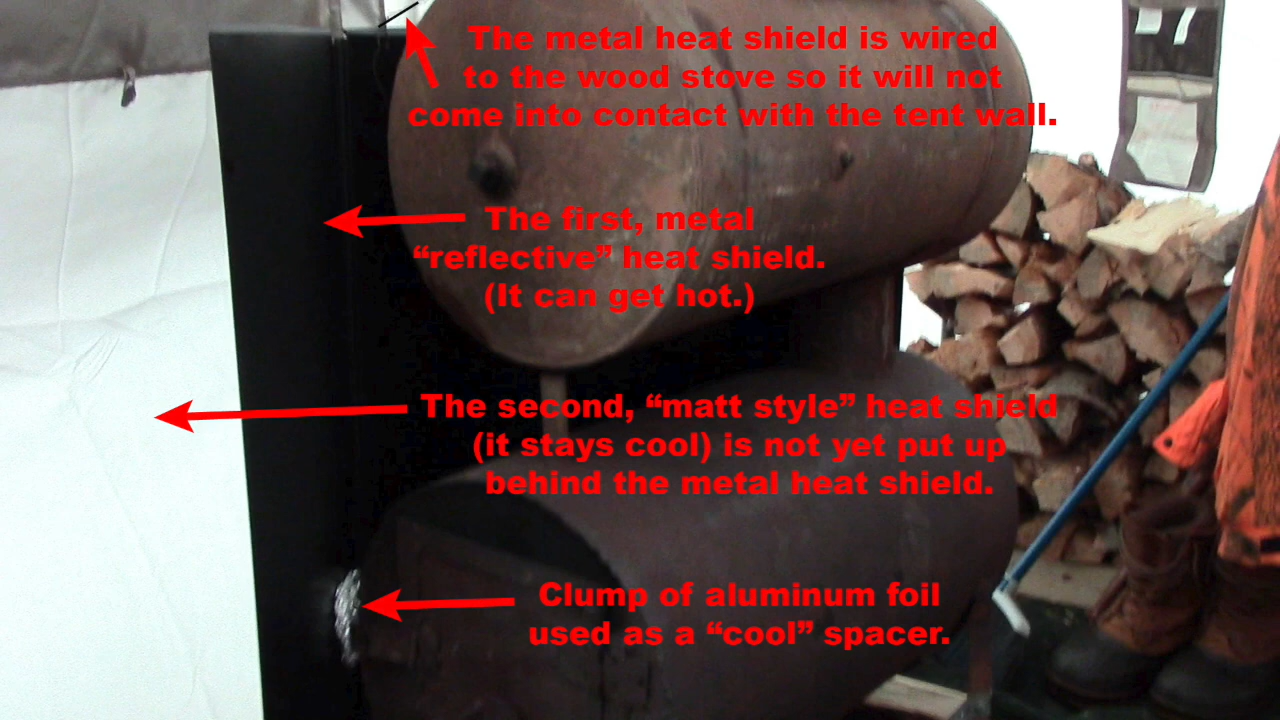 The metal heat shield is wired
to the wood stove so it will not
come into contact with the tent wall.
The first, metal
“reflective” heat shield.
(It can get hot.)
The second, “matt style” heat shield
(it stays cool) is not yet put up
behind the metal heat shield.
Clump of aluminum foil
used as a “cool” spacer.